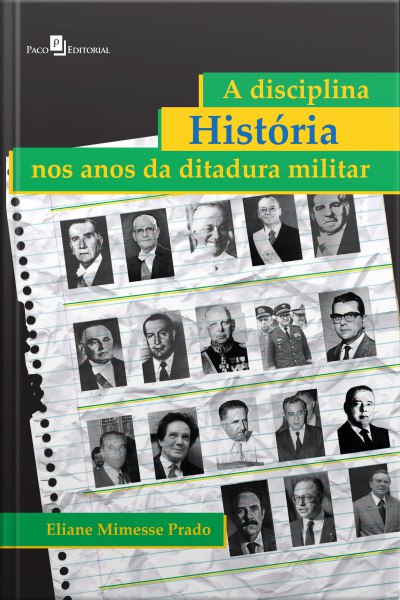 PACO EDITORIAL
A disciplina
História
nos anos da ditadura militar
Eliane Mimesse Prado